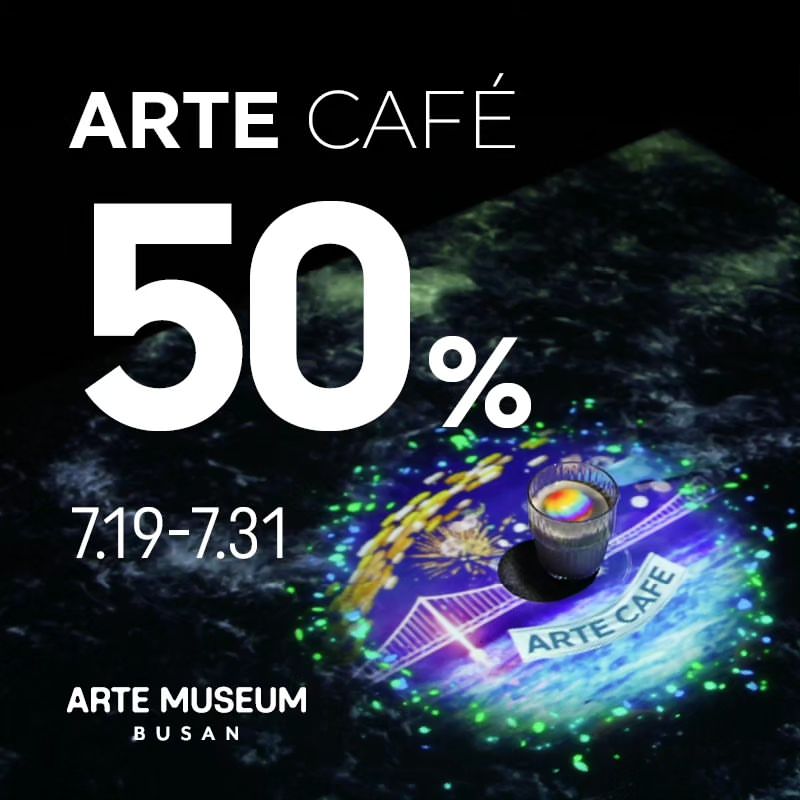 ARTE CAFÉ
50%
7.19-7.31
ARTE CAFE
ARTE MUSEUM
BUSAN